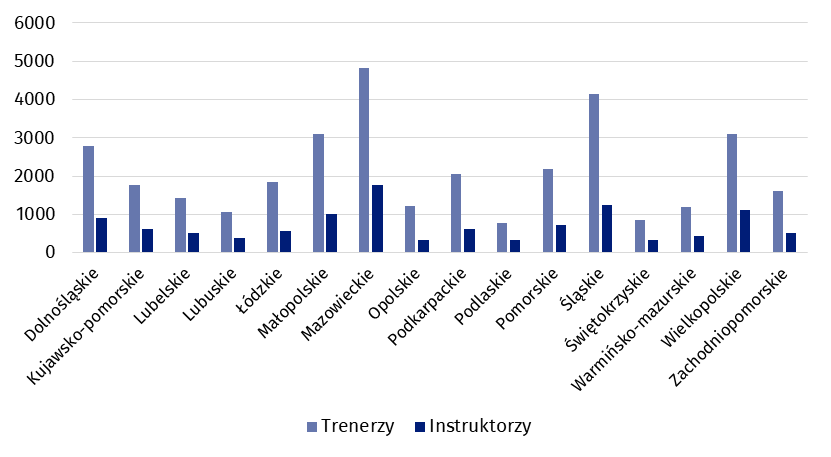 6000
5000
4000
3000
2000
1000
0
Dolnośląskie
Kujawsko-pomorskie
Lubelskie
Lubuskie
Łódzkie
Małopolskie
Mazowieckie
Opolskie
Podkarpackie
Podlaskie
Pomorskie
Śląskie
Świętokrzyskie
Warmińsko-mazurskie
Wielkopolskie
Zachodniopomorskie
Trenerzy Instruktorzy